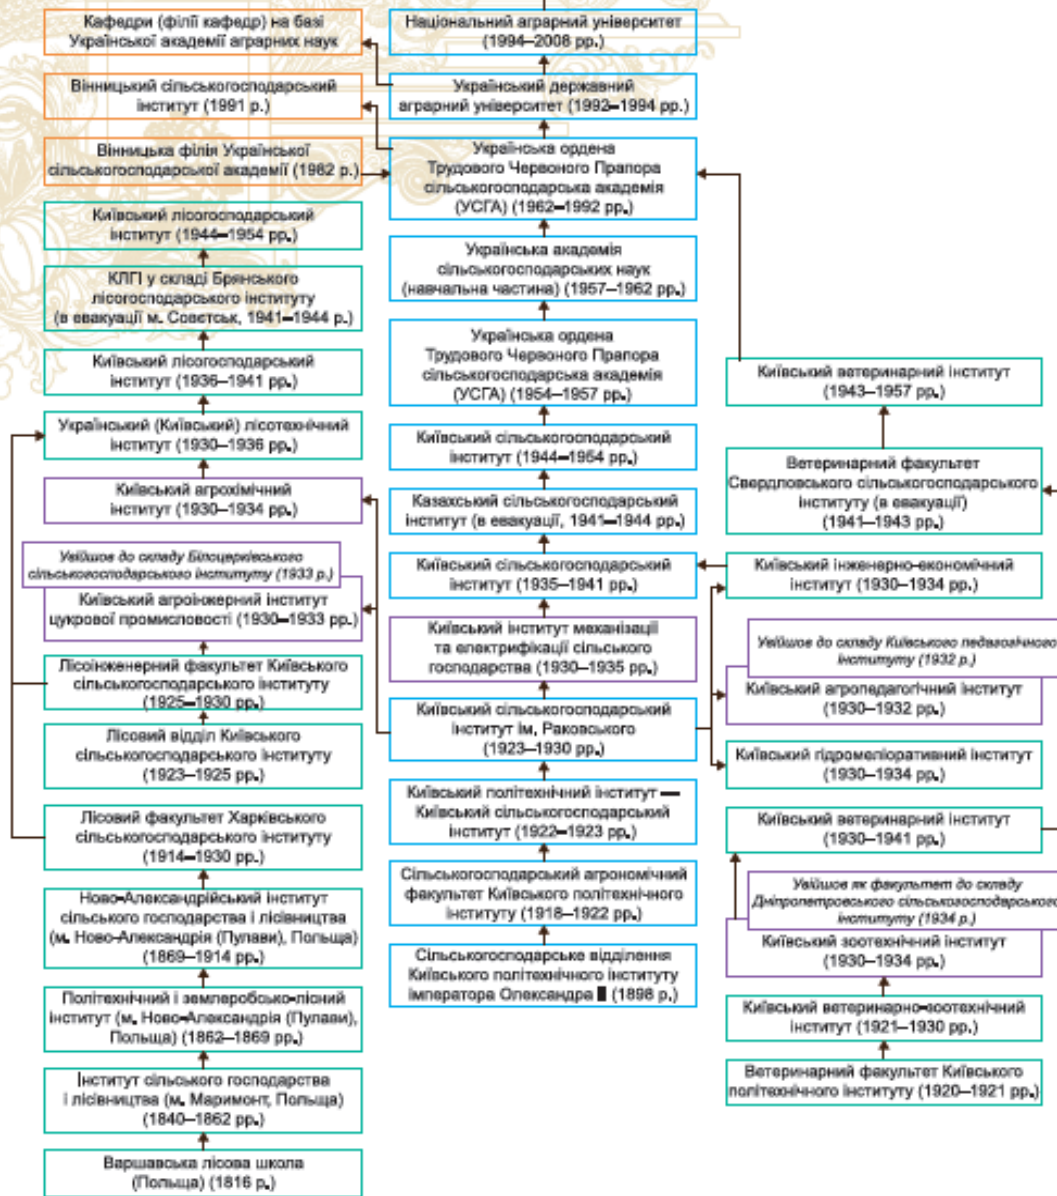 Кафедри (філії кафедр) на базі
Української академії аграрних наук
Вінницький сільськогосподарський
інститут (1991 р.)
Вінницька філія Української
сільськогосподарської академії (1982 р.)
Київський лісогосподарський
інститут (1944–1954 рр.)
КЛГІ у складі Брянського
лісогосподарського інституту
(в евакуації м. Совєтськ, 1941–1944 р.)
Київський лісогосподарський
інститут (1936–1941 рр.)
Український (Київський) лісотехнічний
інститут (1930–1936 рр.)
Київський агрохімічний
інститут (1930–1934 рр.)
Увійшов до складу Білоцерківського
сільськогосподарського інституту (1933 р.)
Київський агроінжерний інститут
цукрової промисловості (1930–1933 рр.)
Лісоінженерний факультет Київського
сільськогосподарського інституту
(1925–1930 рр.)
Лісовий відділ Київського
сільськогосподарського інституту
(1923–1925 рр.)
Лісовий факультет Харківського
сільськогосподарського інституту
(1914–1930 рр.)
Ново-Александрійський інститут
сільського господарства і лісівництва
(м. Ново-Александрія (Пулави), Польща)
(1869–1914 рр.)
Політехнічний і землеробсько-лісний
інститут (м. Ново-Александрія (Пулави),
Польща) (1862–1869 рр.)
Інститут сільського господарства
і лісівництва (м. Маримонт, Польща)
(1840–1862 рр.)
Варшавська лісова школа
(Польща) (1816 р.)
Національний аграрний університет
(1994–2008 рр.)
Український державний
аграрний університет (1992–1994 рр.)
Українська ордена
Трудового Червоного Прапора
сільськогосподарська академія
(УСГА) (1962–1992 рр.)
Українська академія
сільськогосподарських наук
(навчальна частина) (1957–1962 рр.)
Українська ордена
Трудового Червоного Прапора
сільськогосподарська академія
(УСГА) (1954–1957 рр.)
Київський сільськогосподарський
інститут (1944–1954 рр.)
Казахський сільськогосподарський
інститут (в евакуації, 1941–1944 рр.)
Київський сільськогосподарський
інститут (1935–1941 рр.)
Київський інститут механізації
та електрифікації сільського
господарства (1930–1935 рр.)
Київський сільськогосподарський
інститут ім. Раковського
(1923–1930 рр.)
Київський політехнічний інститут —
Київський сільськогосподарський
інститут (1922–1923 рр.)
Сільськогосподарський агрономічний
факультет Київського політехнічного
інституту (1918–1922 рр.)
Сільськогосподарське відділення
Київського політехнічного інституту
імператора Олександра (1898 р.)
Київський ветеринарний інститут
(1943–1957 рр.)
Ветеринарний факультет
Свердловського сільськогосподарського
інституту (в евакуації)
(1941–1943 рр.)
Київський інженерно-економічний
інститут (1930–1934 рр.)
Увійшов до складу Київського педагогічного
інституту (1932 р.)
Київський агропедагогічний інститут
(1930–1932 рр.)
Київський гідромеліоративний інститут
(1930–1934 рр.)
Київський ветеринарний інститут
(1930–1941 рр.)
Увійшов як факультет до складу
Дніпропетровського сільськогосподарського
інституту (1934 р.)
Київський зоотехнічний інститут
(1930–1934 рр.)
Київський ветеринарно-зоотехнічний
інститут (1921–1930 рр.)
Ветеринарний факультет Київського
політехнічного інституту (1920–1921 рр.)